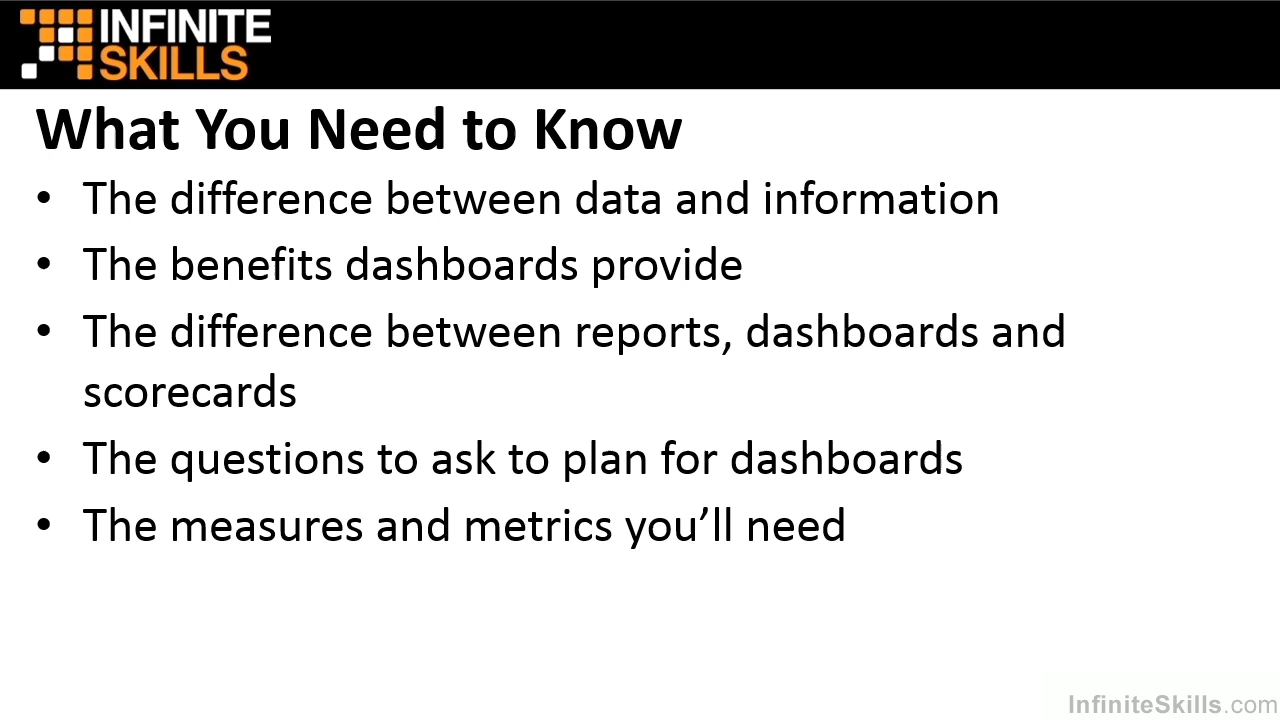 INFINITE
SKILLS
What You Need to Know
• The difference between data and information
• The benefits dashboards provide
• The difference between reports, dashboards and
scorecards
• The questions to ask to plan for dashboards
• The measures and metrics you’ll need
InfiniteSkills.com